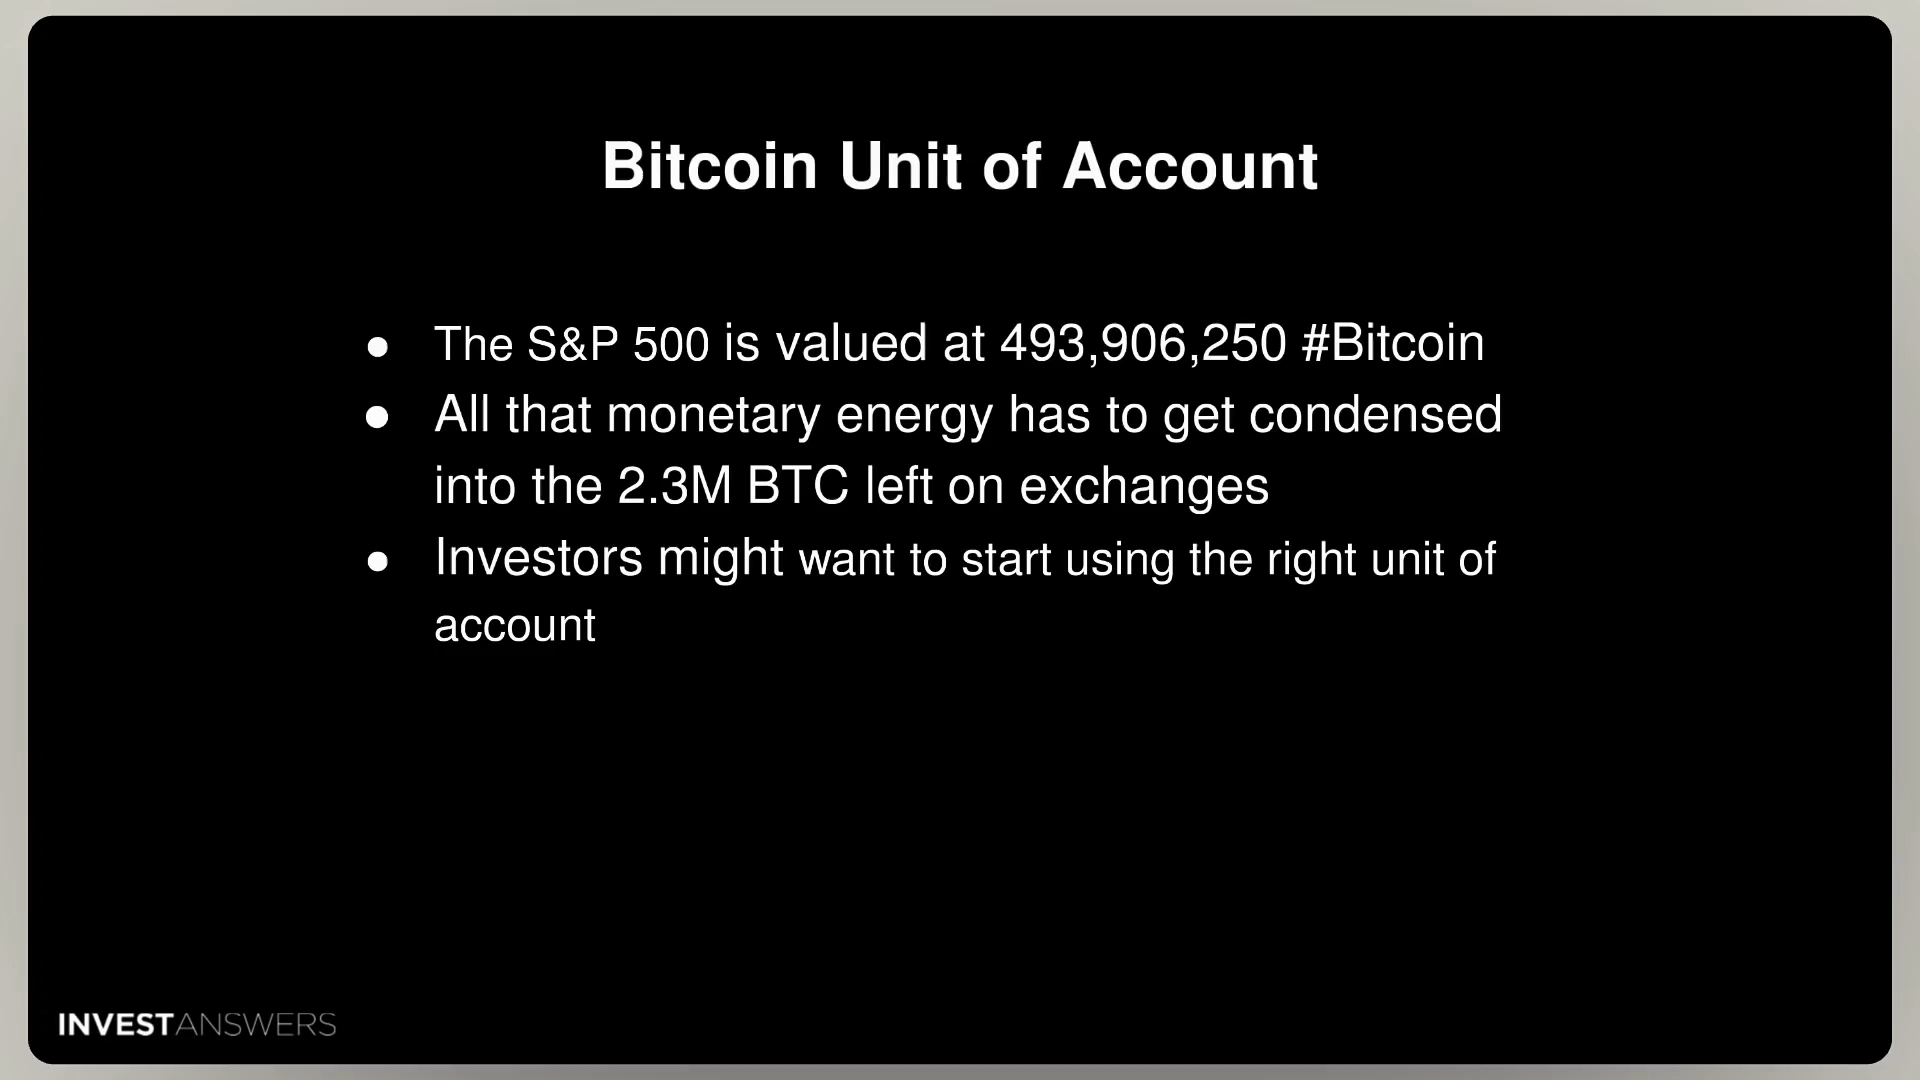 Bitcoin Unit of Account
● The S&P 500 is valued at 493,906,250 #Bitcoin
● All that monetary energy has to get condensed
into the 2.3M BTC left on exchanges
● Investors might want to start using the right unit of
account
INVESTANSWERS